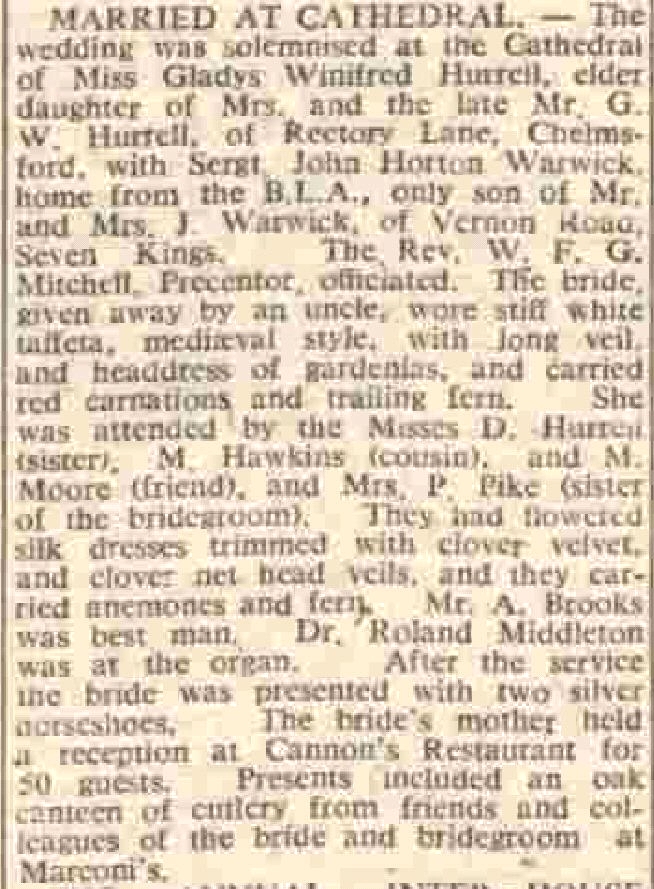 MARRIED AT CATHEDRAL. — The
wedding was solemnised at the Cathedral
of Miss Gladys Winifred Hurrell, elder
daughter of Mrs. and the late Mr. G.
W. Hurrell, of Rectory Lane, Chelms-
ford, with Sergt. John Horton Warwick,
home from the B.L.A., only son of Mr.
and Mrs. J. Warwick, of Vernon Road,
Seven Kings. The Rev. W. F. G.
Mitchell, Precentor, officiated. The bride,
given away by an uncle, wore stiff white
taffeta, mediæval style, with long veil,
and headdress of gardenias, and carried
red carnations and trailing fern. She
was attended by the Misses D. Hurrell
(sister), M. Hawkins (cousin), and M.
Moore (friend), and Mrs. P. Pike (sister
of the bridegroom). They had flowered
silk dresses trimmed with clover velvet,
and clover net head veils, and they car-
ried anemones and fern. Mr. A. Brooks
was best man. Dr. Roland Middleton
was at the organ. After the service
the bride was presented with two silver
horseshoes. The bride's mother held
a reception at Cannon's Restaurant for
50 guests. Presents included an oak
canteen of cutlery from friends and col-
leagues of the bride and bridegroom at
Marconi's.